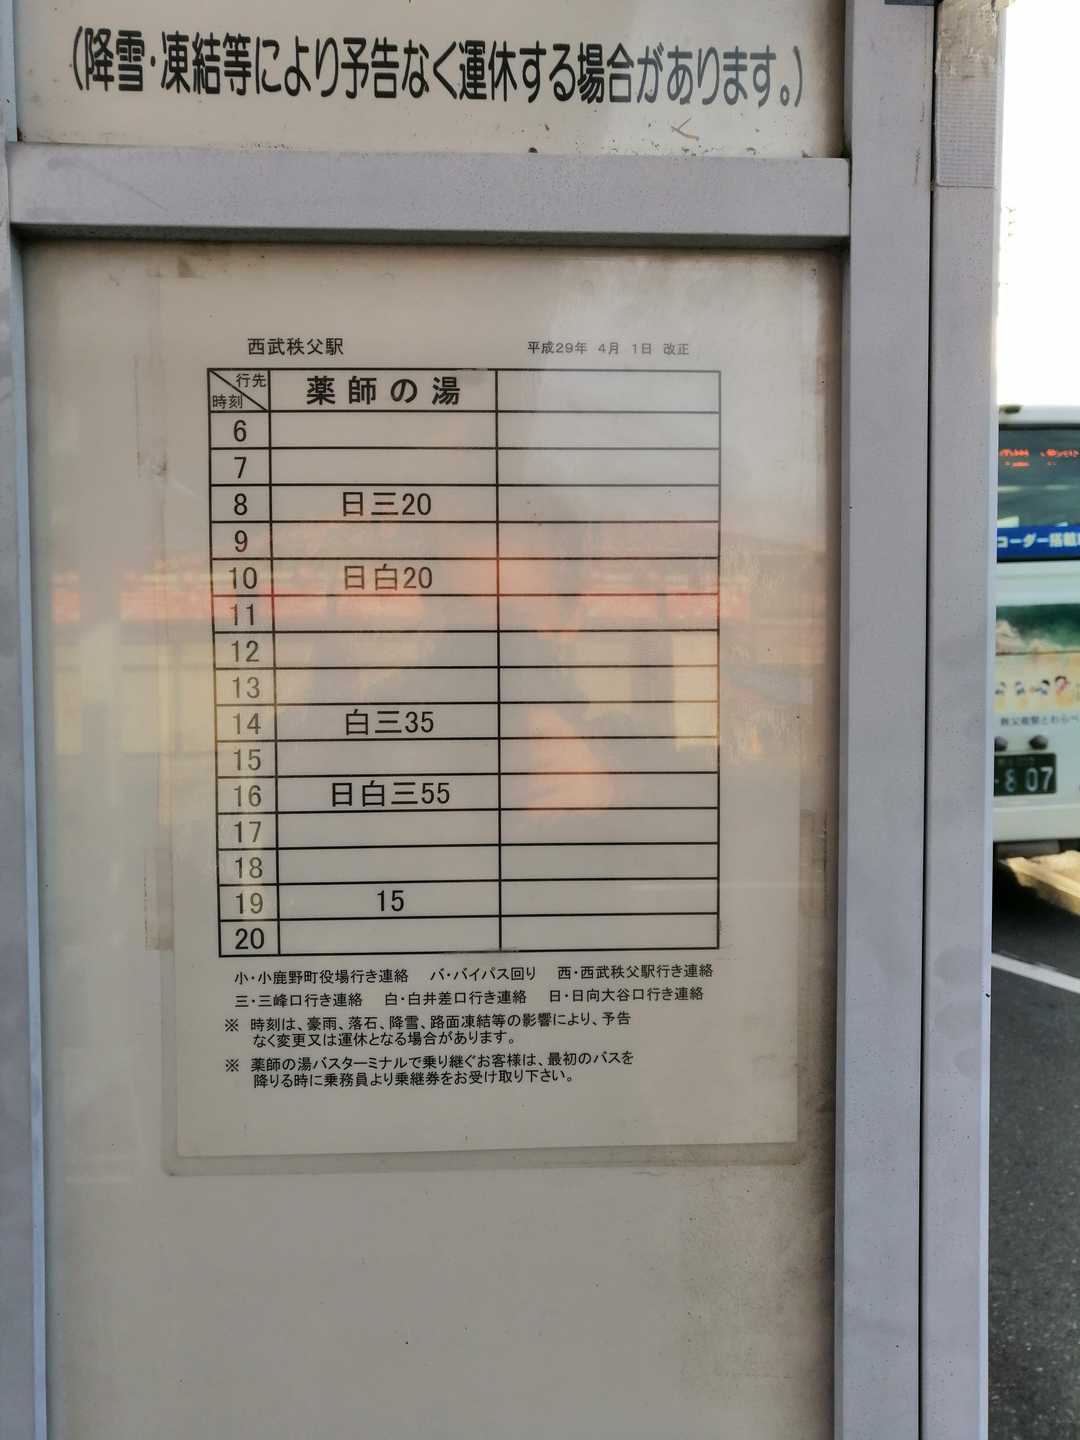 (降雪・凍結等により予告なく運休する場合があります。)
西武秩父駅 平成29年 4月 1日 改正
行先
時刻 薬師の湯
6
7
8 日三20
9
10 日白20
11
12
13
14 白三35
15
16 日白三55
17
18
19 15
20
小・小鹿野町役場行き連絡 バ・バイパス回り 西・西武秩父駅行き連絡
三・三峰口行き連絡 白・白井差口行き連絡 日・日向大谷口行き連絡
※ 時刻は、豪雨、落石、降雪、路面凍結等の影響により、予告
なく変更又は運休となる場合があります。
※ 薬師の湯バスターミナルで乗り継ぐお客様は、最初のバスを
降りる時に乗務員より乗継券をお受け取り下さい。
コーダー搭載
・807